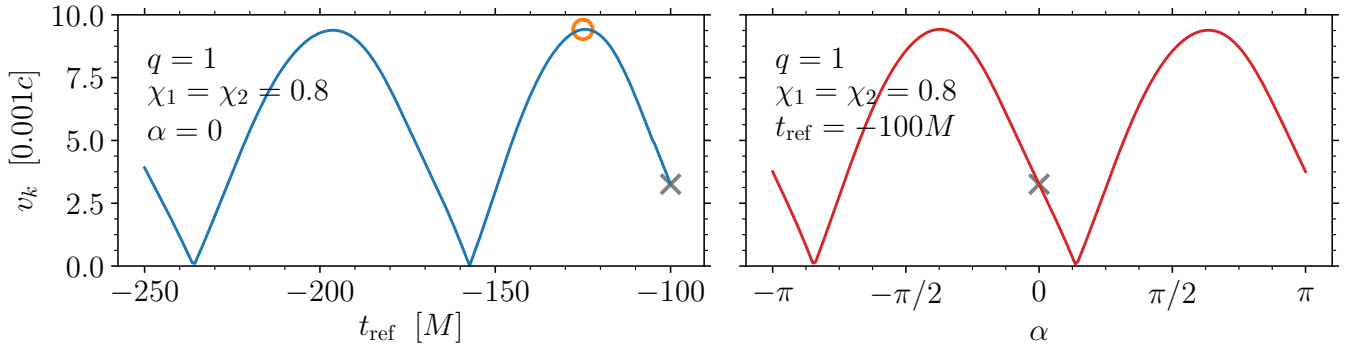 10.0
7.5
5.0
2.5
0.0
v_k [0.001c]
q = 1
χ₁ = χ₂ = 0.8
α = 0
−250
−200
−150
−100
t_ref [M]
q = 1
χ₁ = χ₂ = 0.8
t_ref = −100M
−π
−π/2
0
π/2
π
α